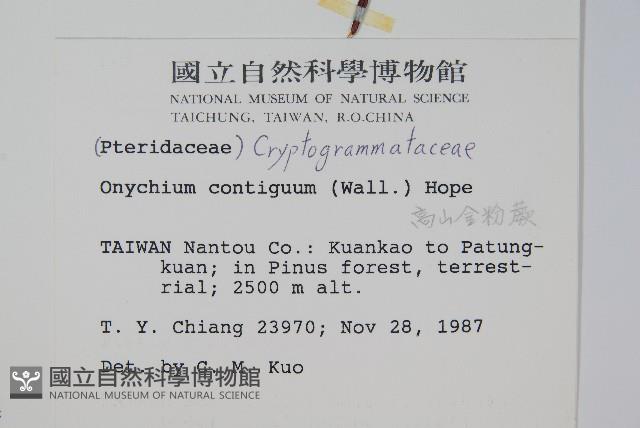 國立自然科學博物館
NATIONAL MUSEUM OF NATURAL SCIENCE
TAICHUNG, TAIWAN, R.O.CHINA
(Pteridaceae) Cryptogrammataceae
Onychium contiguum (Wall.) Hope
高山金粉蕨
TAIWAN Nantou Co.: Kuankao to Patung-
kuan; in Pinus forest, terrest-
rial; 2500 m alt.
T. Y. Chiang 23970; Nov 28, 1987
Det. by C. M. Kuo
國立自然科學博物館
NATIONAL MUSEUM OF NATURAL SCIENCE